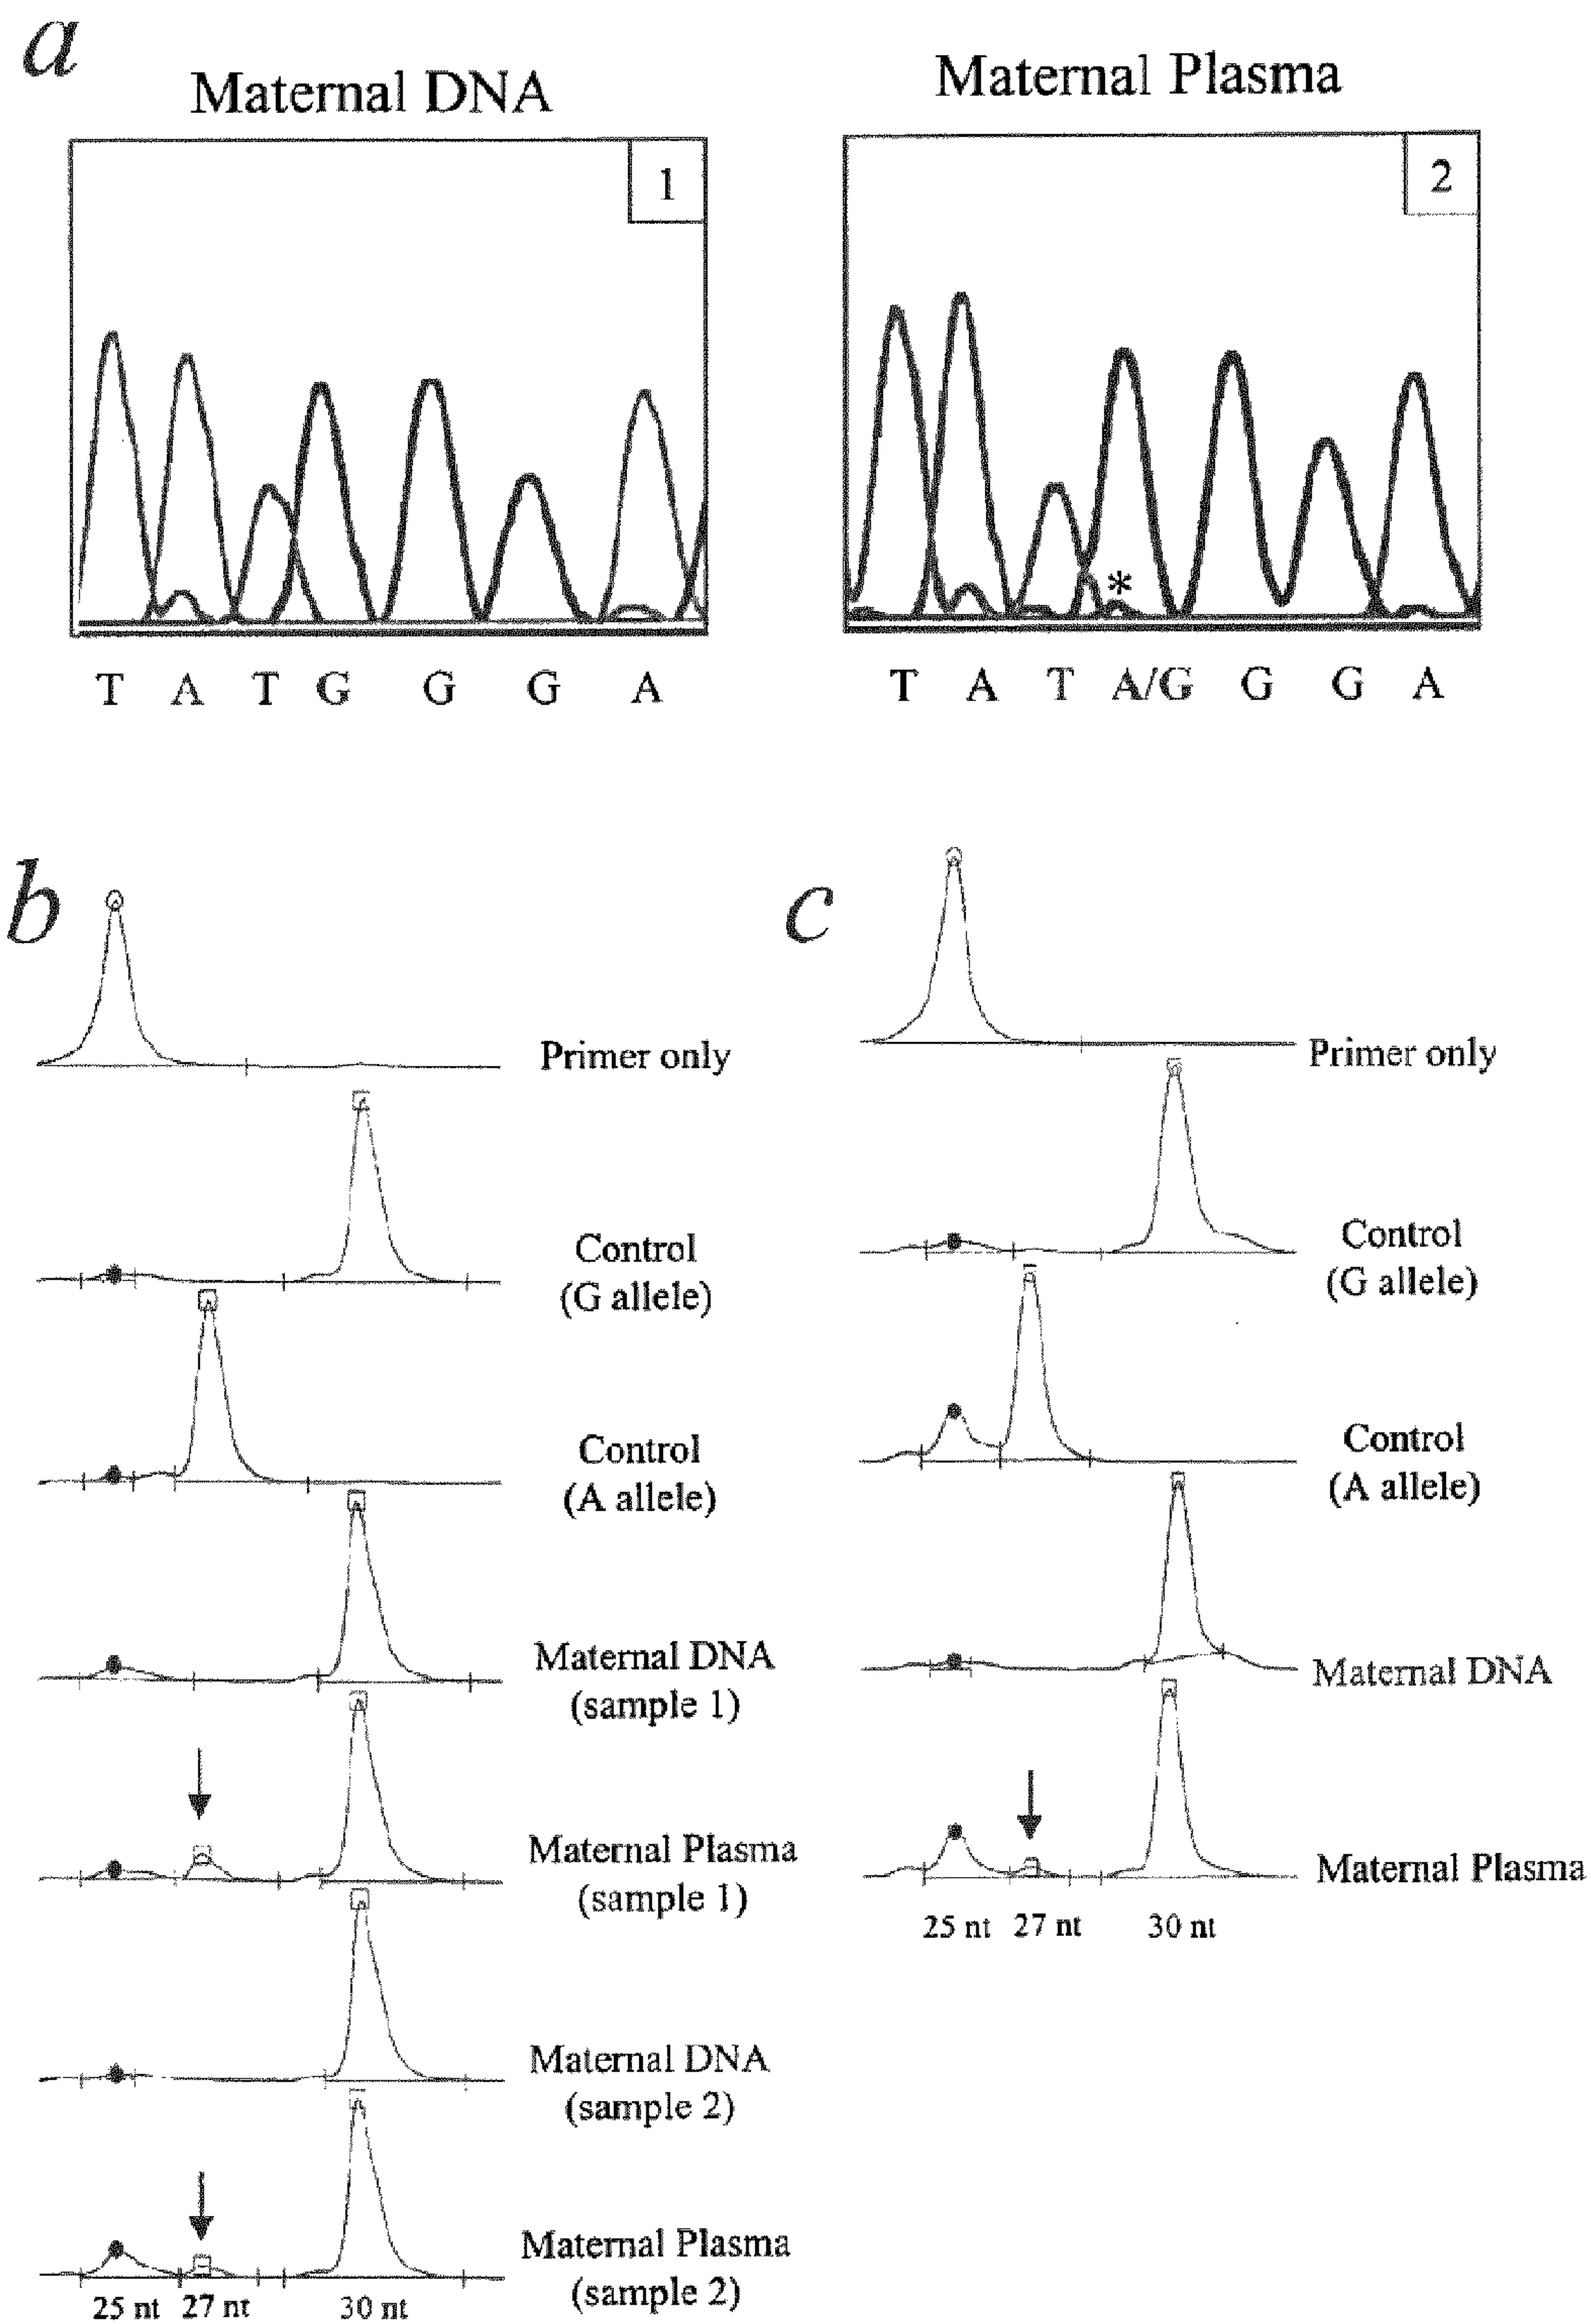 a
Maternal DNA
Maternal Plasma
1
2
T A T G G G A
T A T A/G G G A
*
b
Primer only
Control
(G allele)
Control
(A allele)
Maternal DNA
(sample 1)
Maternal Plasma
(sample 1)
Maternal DNA
(sample 2)
Maternal Plasma
(sample 2)
25 nt 27 nt 30 nt
c
Primer only
Control
(G allele)
Control
(A allele)
Maternal DNA
Maternal Plasma
25 nt 27 nt 30 nt